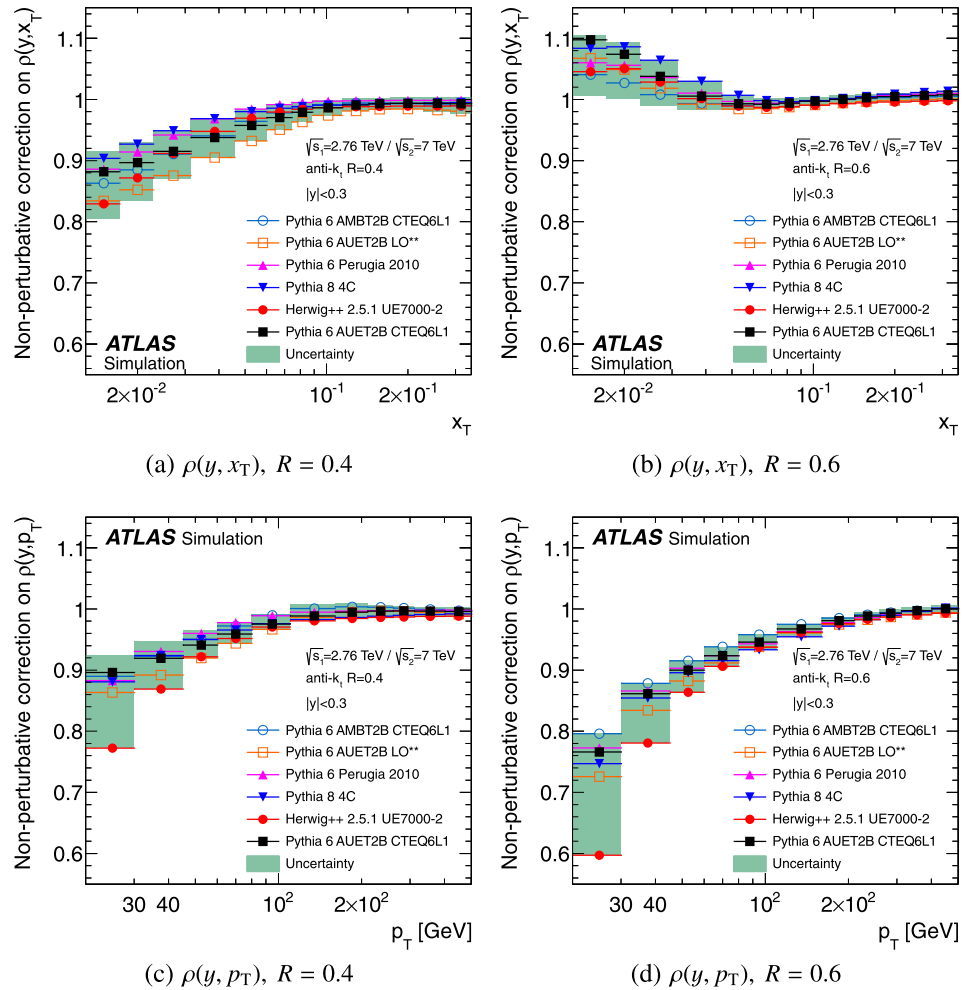 Non-perturbative correction on ρ(y,x_T)
1.1
1
0.9
0.8
0.7
0.6
√s₁=2.76 TeV / √s₂=7 TeV
anti-k_t R=0.4
|y|<0.3
Pythia 6 AMBT2B CTEQ6L1
Pythia 6 AUET2B LO**
Pythia 6 Perugia 2010
Pythia 8 4C
Herwig++ 2.5.1 UE7000-2
Pythia 6 AUET2B CTEQ6L1
Uncertainty
ATLAS
Simulation
2×10⁻² 10⁻¹ 2×10⁻¹
x_T
(a) ρ(y, x_T), R = 0.4
Non-perturbative correction on ρ(y,x_T)
1.1
1
0.9
0.8
0.7
0.6
√s₁=2.76 TeV / √s₂=7 TeV
anti-k_t R=0.6
|y|<0.3
Pythia 6 AMBT2B CTEQ6L1
Pythia 6 AUET2B LO**
Pythia 6 Perugia 2010
Pythia 8 4C
Herwig++ 2.5.1 UE7000-2
Pythia 6 AUET2B CTEQ6L1
Uncertainty
ATLAS
Simulation
2×10⁻² 10⁻¹ 2×10⁻¹
x_T
(b) ρ(y, x_T), R = 0.6
Non-perturbative correction on ρ(y,p_T)
ATLAS Simulation
1.1
1
0.9
0.8
0.7
0.6
√s₁=2.76 TeV / √s₂=7 TeV
anti-k_t R=0.4
|y|<0.3
Pythia 6 AMBT2B CTEQ6L1
Pythia 6 AUET2B LO**
Pythia 6 Perugia 2010
Pythia 8 4C
Herwig++ 2.5.1 UE7000-2
Pythia 6 AUET2B CTEQ6L1
Uncertainty
30 40 10² 2×10²
p_T [GeV]
(c) ρ(y, p_T), R = 0.4
Non-perturbative correction on ρ(y,p_T)
ATLAS Simulation
1.1
1
0.9
0.8
0.7
0.6
√s₁=2.76 TeV / √s₂=7 TeV
anti-k_t R=0.6
|y|<0.3
Pythia 6 AMBT2B CTEQ6L1
Pythia 6 AUET2B LO**
Pythia 6 Perugia 2010
Pythia 8 4C
Herwig++ 2.5.1 UE7000-2
Pythia 6 AUET2B CTEQ6L1
Uncertainty
30 40 10² 2×10²
p_T [GeV]
(d) ρ(y, p_T), R = 0.6